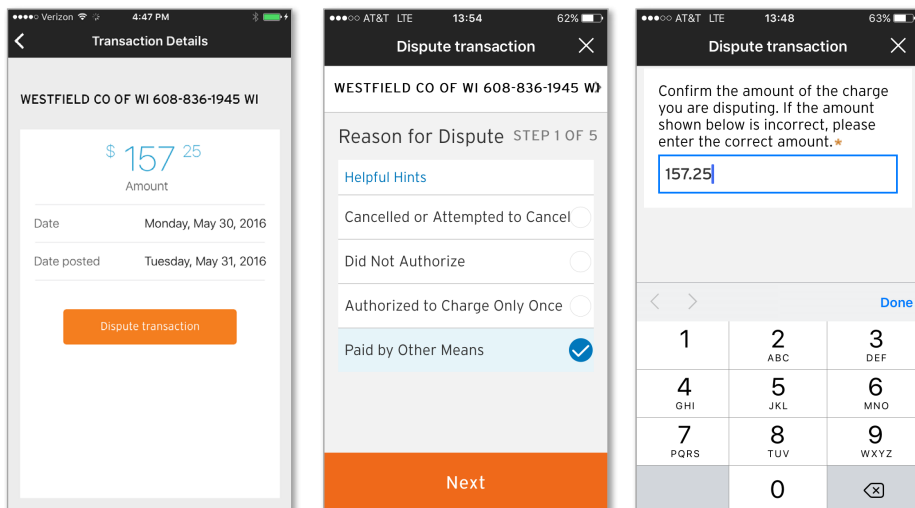 Verizon 4:47 PM
Transaction Details
WESTFIELD CO OF WI 608-836-1945 WI
$ 157 25
Amount
Date Monday, May 30, 2016
Date posted Tuesday, May 31, 2016
Dispute transaction
AT&T LTE 13:54 62%
Dispute transaction
WESTFIELD CO OF WI 608-836-1945 WI
Reason for Dispute STEP 1 OF 5
Helpful Hints
Cancelled or Attempted to Cancel
Did Not Authorize
Authorized to Charge Only Once
Paid by Other Means
Next
AT&T LTE 13:48 63%
Dispute transaction
Confirm the amount of the charge
you are disputing. If the amount
shown below is incorrect, please
enter the correct amount.*
157.25
Done
1 2 3
ABC DEF
4 5 6
GHI JKL MNO
7 8 9
PQRS TUV WXYZ
0